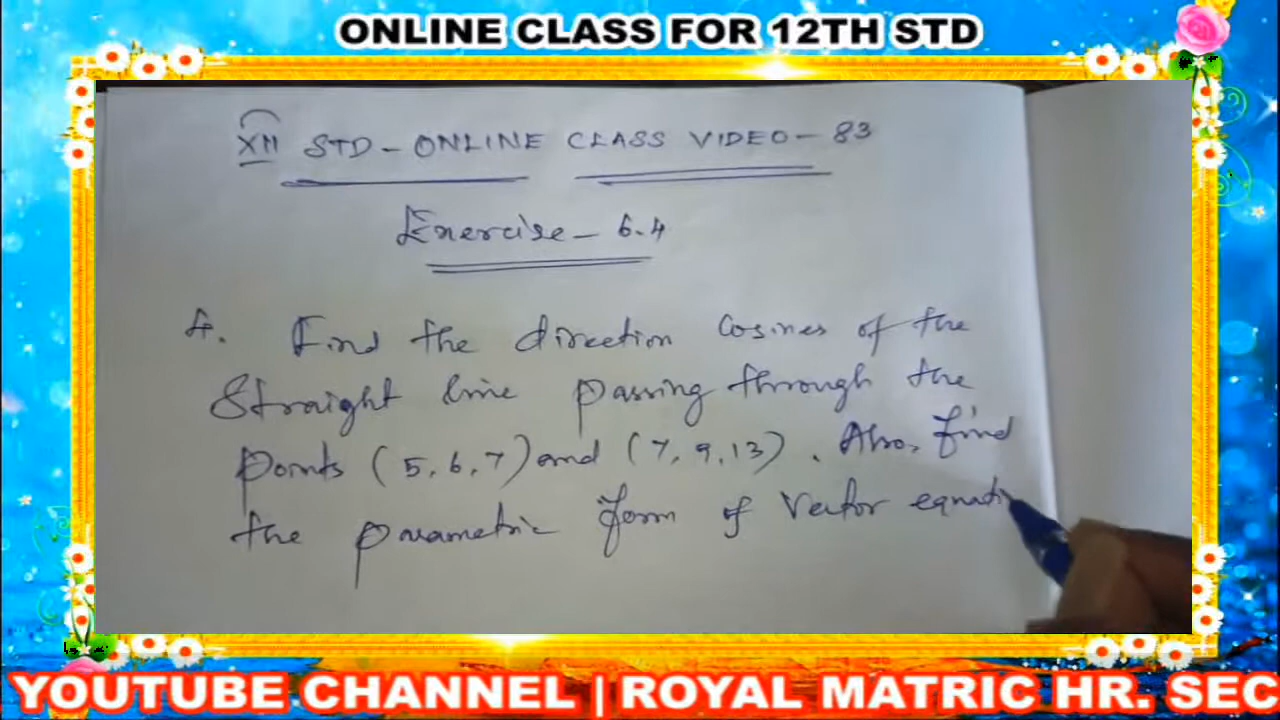 ONLINE CLASS FOR 12TH STD
XII STD - ONLINE CLASS VIDEO - 83
Exercise - 6.4
4. Find the direction cosines of the
straight line passing through the
points (5, 6, 7) and (7, 9, 13). Also, find
the parametric form of vector equati
YOUTUBE CHANNEL | ROYAL MATRIC HR. SEC